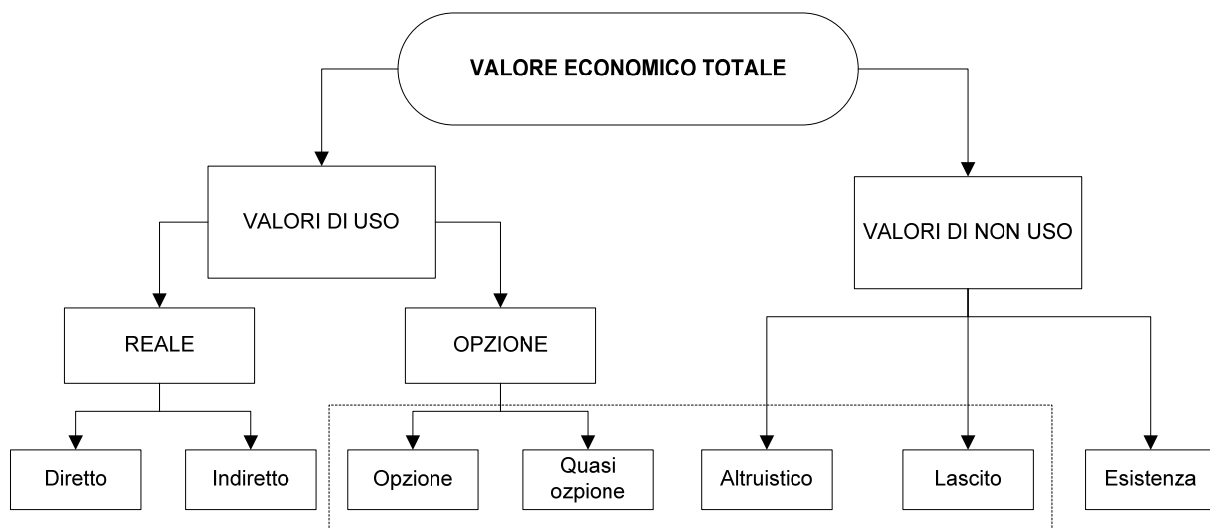 VALORE ECONOMICO TOTALE
VALORI DI USO
VALORI DI NON USO
REALE
OPZIONE
Diretto
Indiretto
Opzione
Quasi
ozpione
Altruistico
Lascito
Esistenza